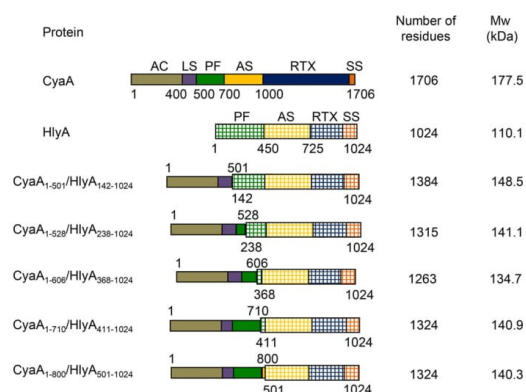 Protein Number of residues Mw (kDa)
AC LS PF AS RTX SS
CyaA 1706 177.5
1 400 500 700 1000 1706
PF AS RTX SS
HlyA 1024 110.1
1 450 725 1024
1 501
CyaA1-501/HlyA142-1024 1384 148.5
142 1024
1 528
CyaA1-528/HlyA238-1024 1315 141.1
238 1024
1 606
CyaA1-606/HlyA368-1024 1263 134.7
368 1024
1 710
CyaA1-710/HlyA411-1024 1324 140.9
411 1024
1 800
CyaA1-800/HlyA501-1024 1324 140.3
501 1024